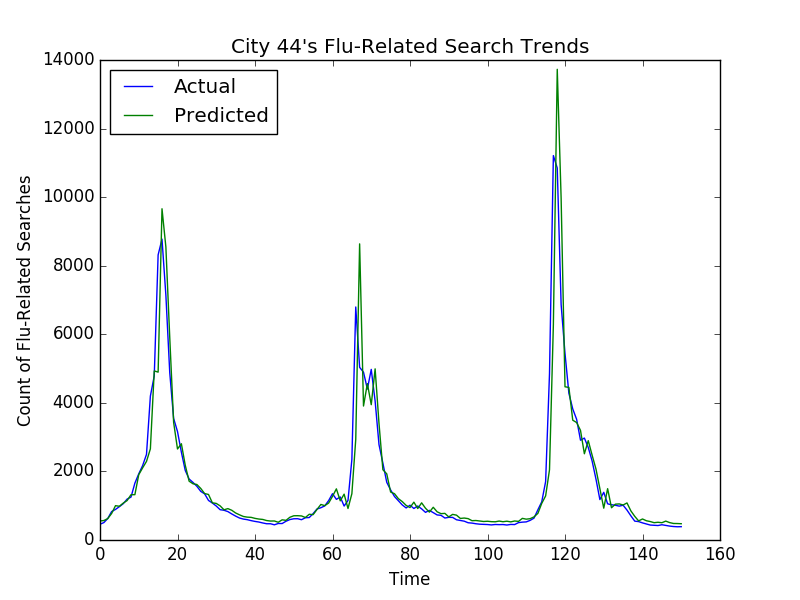 City 44's Flu-Related Search Trends
14000
12000
10000
8000
6000
4000
2000
0
Actual
Predicted
Count of Flu-Related Searches
0 20 40 60 80 100 120 140 160
Time